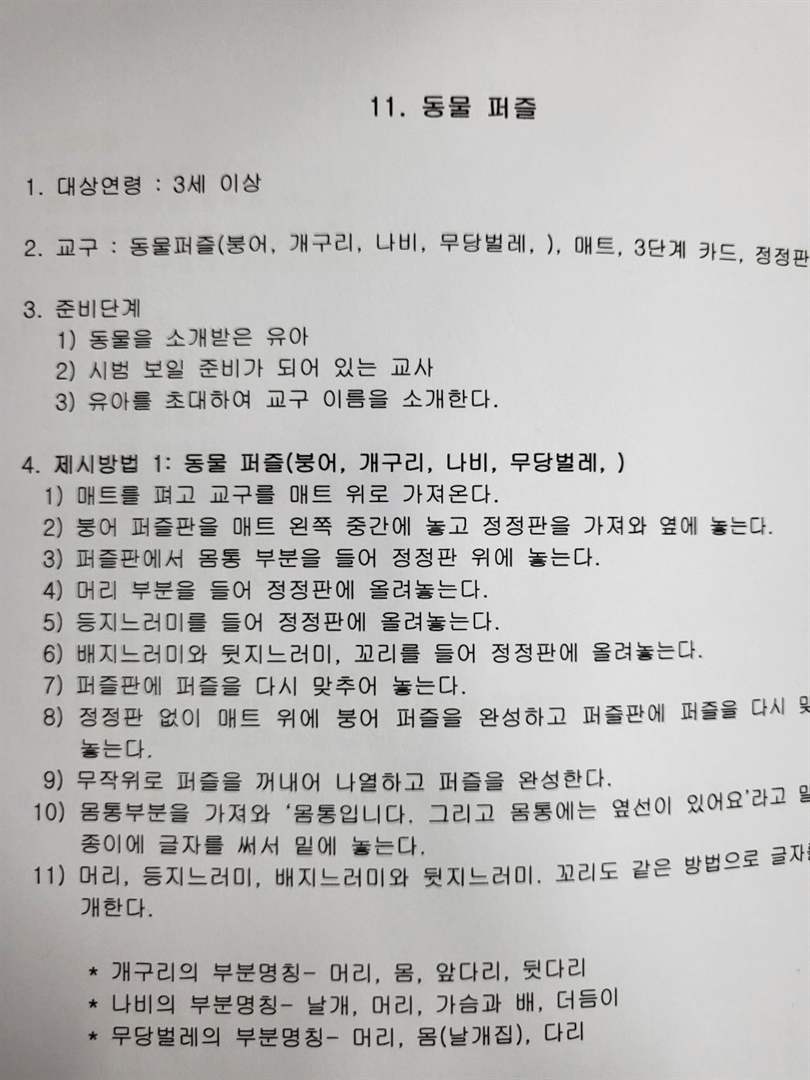 11. 동물 퍼즐
1. 대상연령 : 3세 이상
2. 교구 : 동물퍼즐(붕어, 개구리, 나비, 무당벌레, ), 매트, 3단계 카드, 정정판
3. 준비단계
1) 동물을 소개받은 유아
2) 시범 보일 준비가 되어 있는 교사
3) 유아를 초대하여 교구 이름을 소개한다.
4. 제시방법 1: 동물 퍼즐(붕어, 개구리, 나비, 무당벌레, )
1) 매트를 펴고 교구를 매트 위로 가져온다.
2) 붕어 퍼즐판을 매트 왼쪽 중간에 놓고 정정판을 가져와 옆에 놓는다.
3) 퍼즐판에서 몸통 부분을 들어 정정판 위에 놓는다.
4) 머리 부분을 들어 정정판에 올려놓는다.
5) 등지느러미를 들어 정정판에 올려놓는다.
6) 배지느러미와 뒷지느러미, 꼬리를 들어 정정판에 올려놓는다.
7) 퍼즐판에 퍼즐을 다시 맞추어 놓는다.
8) 정정판 없이 매트 위에 붕어 퍼즐을 완성하고 퍼즐판에 퍼즐을 다시
놓는다.
9) 무작위로 퍼즐을 꺼내어 나열하고 퍼즐을 완성한다.
10) 몸통부분을 가져와 ‘몸통입니다. 그리고 몸통에는 옆선이 있어요’라고
종이에 글자를 써서 밑에 놓는다.
11) 머리, 등지느러미, 배지느러미와 뒷지느러미. 꼬리도 같은 방법으로
개한다.
* 개구리의 부분명칭- 머리, 몸, 앞다리, 뒷다리
* 나비의 부분명칭- 날개, 머리, 가슴과 배, 더듬이
* 무당벌레의 부분명칭- 머리, 몸(날개집), 다리